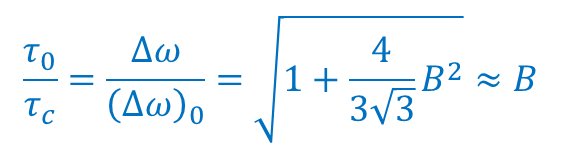 τ₀/τ_c = Δω/(Δω)₀ = √(1 + 4/(3√3) B²) ≈ B